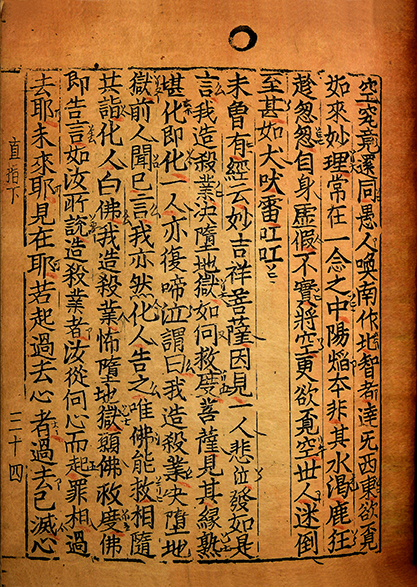 空究竟還同愚人喚南作北智者達无西東欲覓
如來妙理常在一念之中陽焰本非其水渴鹿狂
趁怱怱自身虛假不實將空更欲覓空世人迷倒
至甚如犬吠雷叿叿
未曾有經云妙吉祥菩薩因見一人悲泣發如是
言我造殺業决墮地獄如何救度菩薩見其緣熟
堪化即化一人亦復啼泣謂曰我造殺業决墮地
獄前人聞已言我亦然化人告之唯佛能救相隨
共詣化人白佛我造殺業怖墮地獄願佛救度佛
即告言如汝所說造殺業者汝從何心而起罪相過
去耶未來耶見在耶若起過去心者過去已滅心
直指下 二十四